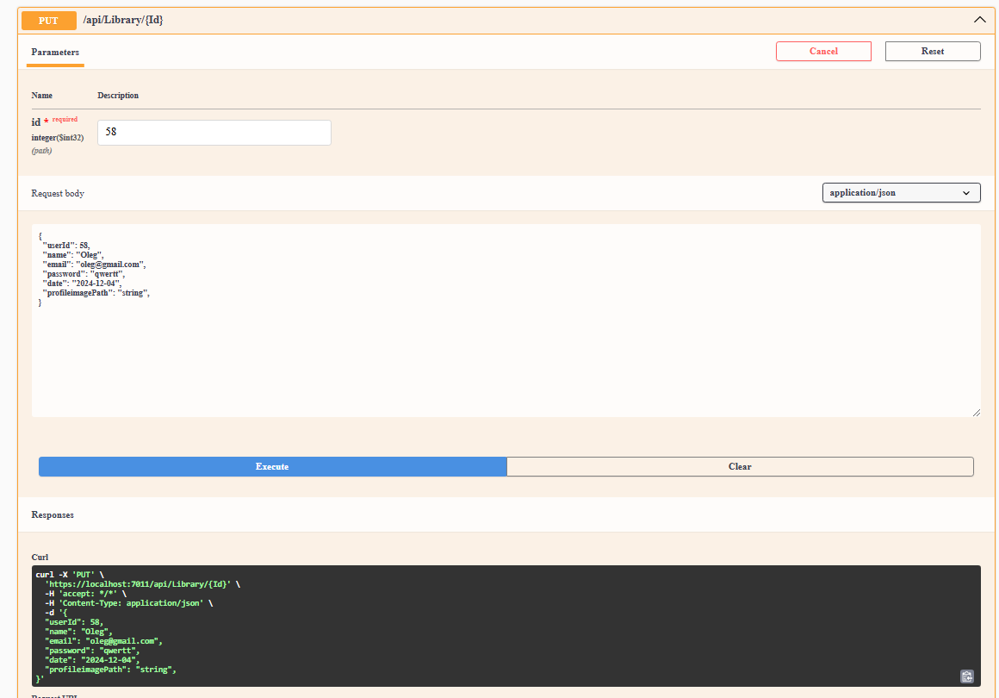 PUT /api/Library/{Id}
Parameters
Cancel
Reset
Name Description
id * required
integer($int32)
(path)
58
Request body
application/json
{
  "userId": 58,
  "name": "Oleg",
  "email": "oleg@gmail.com",
  "password": "qwertt",
  "date": "2024-12-04",
  "profileimagePath": "string",
}
Execute
Clear
Responses
Curl
curl -X 'PUT' \
  'https://localhost:7011/api/Library/{Id}' \
  -H 'accept: */*' \
  -H 'Content-Type: application/json' \
  -d '{
  "userId": 58,
  "name": "Oleg",
  "email": "oleg@gmail.com",
  "password": "qwertt",
  "date": "2024-12-04",
  "profileimagePath": "string",
}'
Request URL